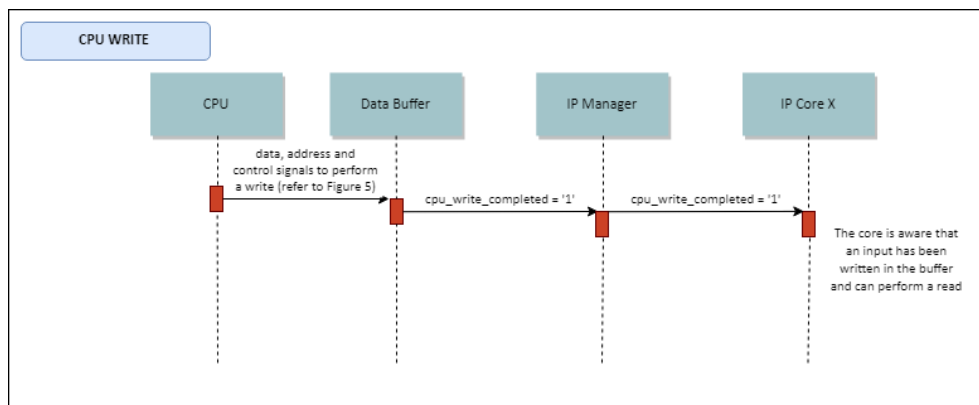 CPU WRITE
CPU
Data Buffer
IP Manager
IP Core X
data, address and
control signals to perform
a write (refer to Figure 5)
cpu_write_completed = '1'
cpu_write_completed = '1'
The core is aware that
an input has been
written in the buffer
and can perform a read